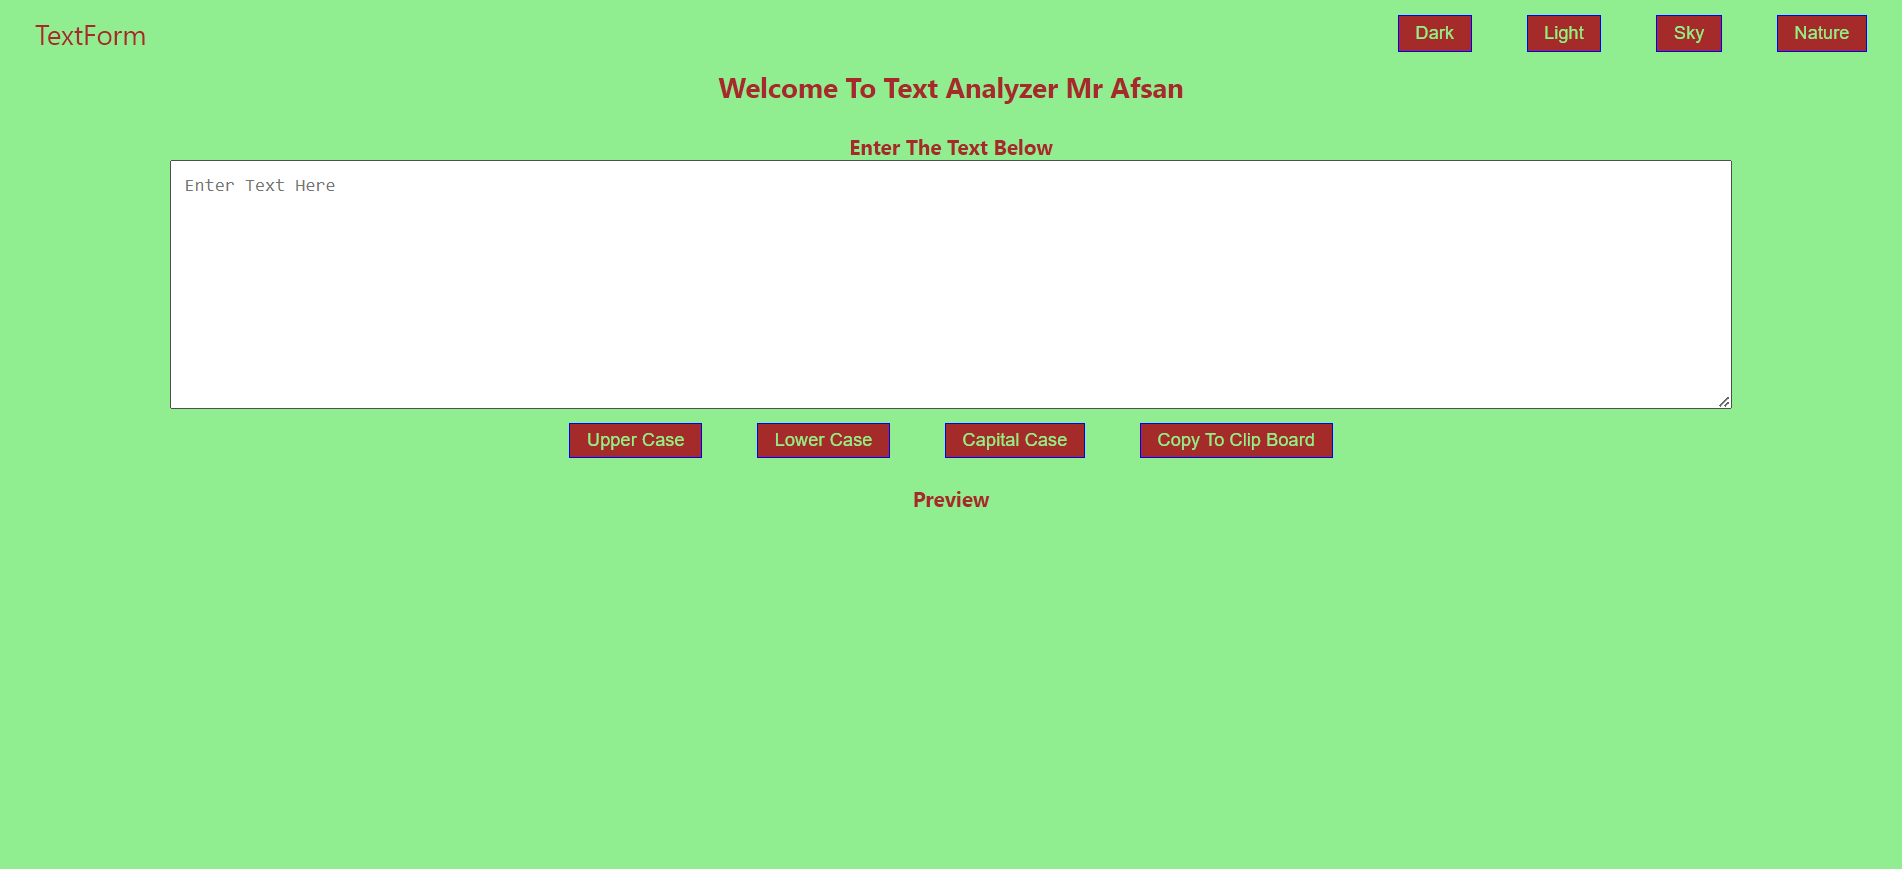 TextForm Dark Light Sky Nature
Welcome To Text Analyzer Mr Afsan
Enter The Text Below
Enter Text Here
Upper Case Lower Case Capital Case Copy To Clip Board
Preview